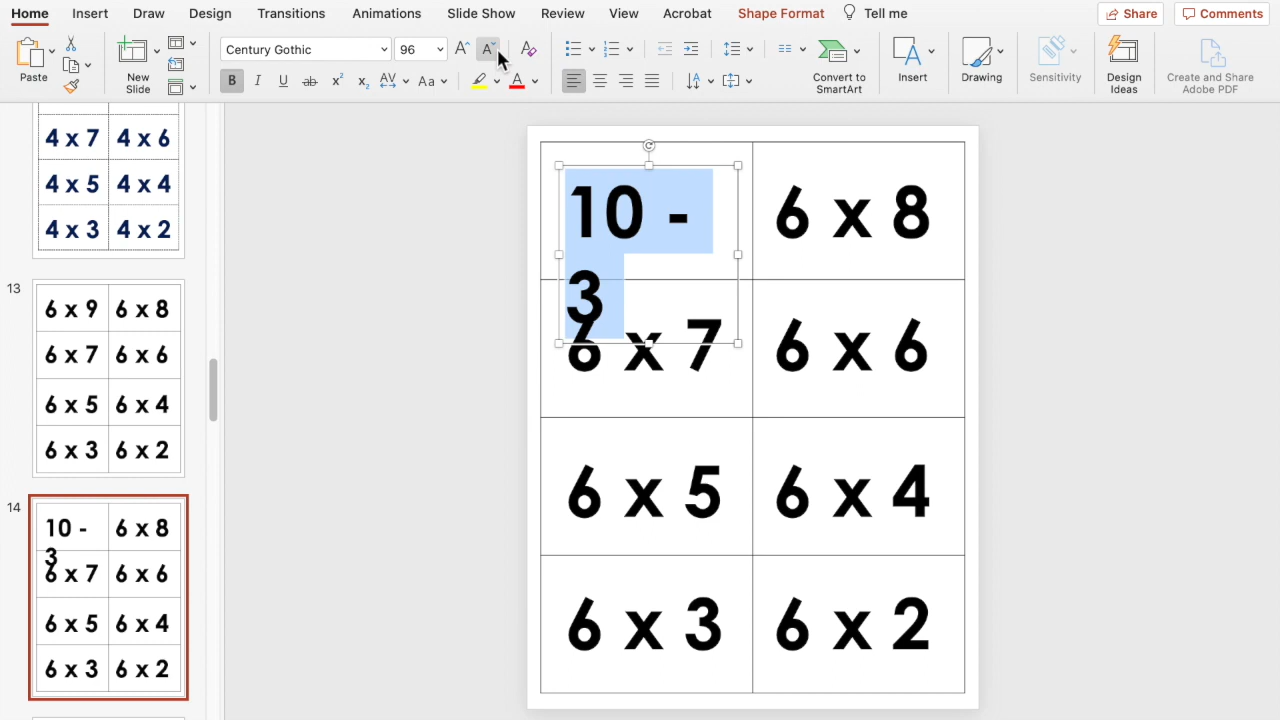 Home Insert Draw Design Transitions Animations Slide Show Review View Acrobat Shape Format Tell me Share Comments
Paste
New Slide
Century Gothic 96
B I U ab x² x₂ AV Aa A
Convert to SmartArt
Insert
Drawing
Sensitivity
Design Ideas
Create and Share Adobe PDF
4 x 7 4 x 6
4 x 5 4 x 4
4 x 3 4 x 2
13
6 x 9 6 x 8
6 x 7 6 x 6
6 x 5 6 x 4
6 x 3 6 x 2
14
10 - 6 x 8
3
6 x 7 6 x 6
6 x 5 6 x 4
6 x 3 6 x 2
10 - 6 x 8
3
6 x 7 6 x 6
6 x 5 6 x 4
6 x 3 6 x 2